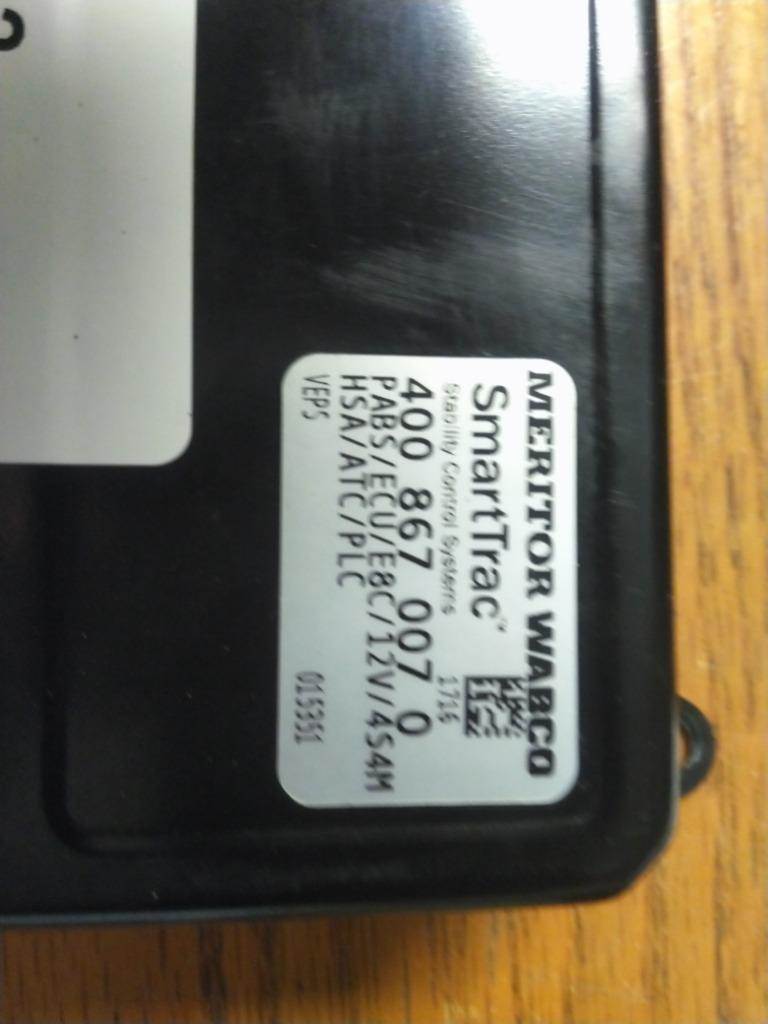 MERITOR WABCO
SmartTrac™
Stability Control Systems
1716
400 867 007 0
PABS/ECU/E8C/12V/4S4M
HSA/ATC/PLC
VEPS
015351
C